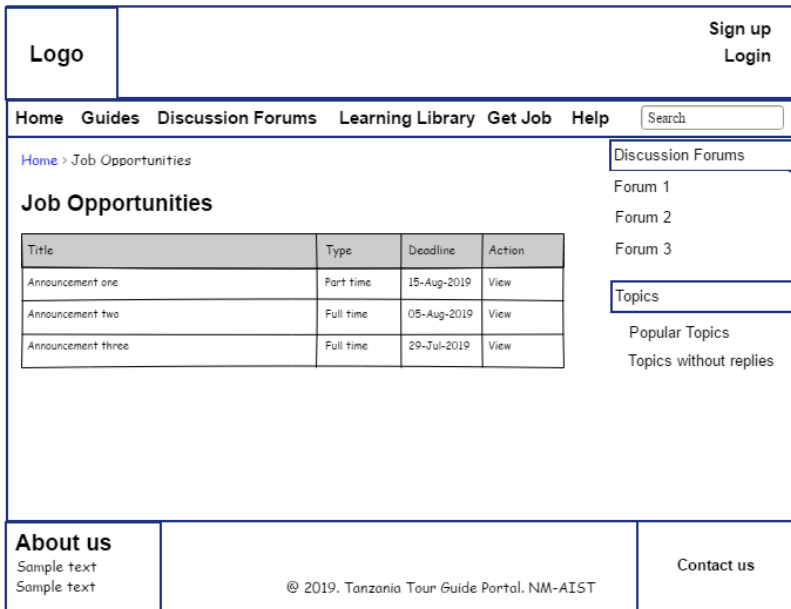 Logo
Sign up
Login
Home Guides Discussion Forums Learning Library Get Job Help Search
Home > Job Opportunities
Job Opportunities
Title Type Deadline Action
Announcement one Part time 15-Aug-2019 View
Announcement two Full time 05-Aug-2019 View
Announcement three Full time 29-Jul-2019 View
Discussion Forums
Forum 1
Forum 2
Forum 3
Topics
Popular Topics
Topics without replies
About us
Sample text
Sample text
@ 2019. Tanzania Tour Guide Portal. NM-AIST
Contact us